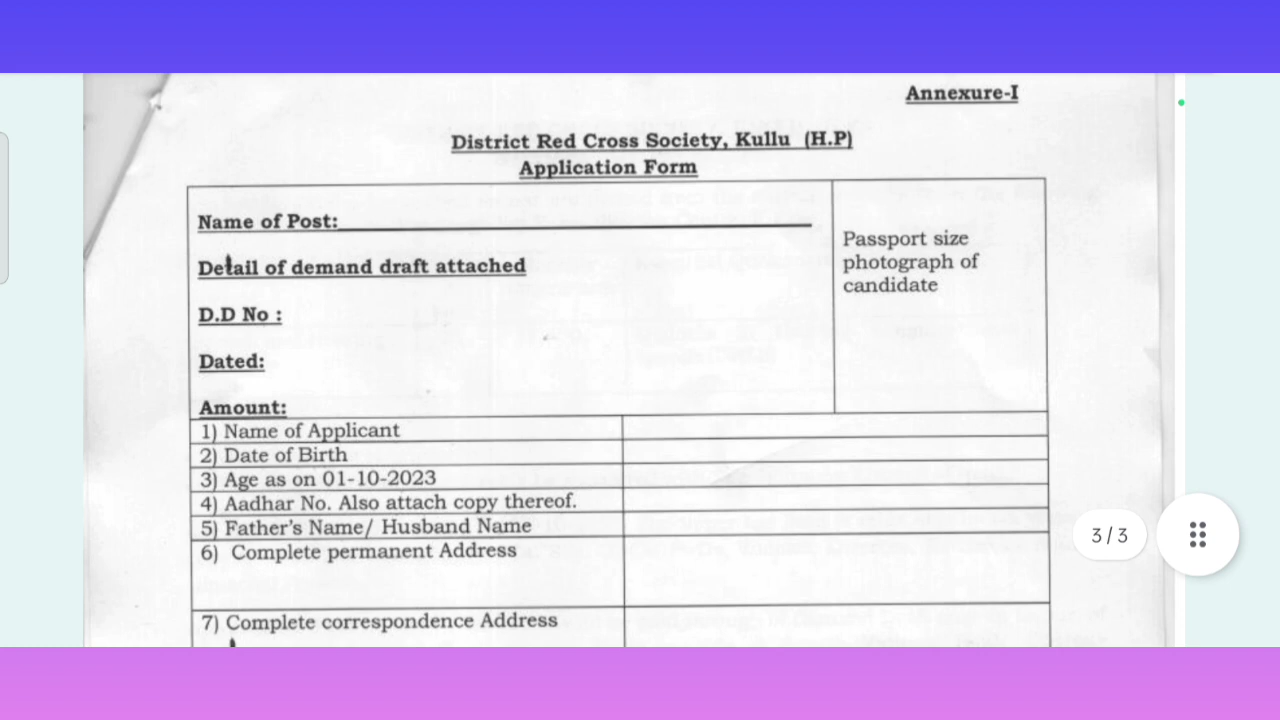 Annexure-I
District Red Cross Society, Kullu (H.P)
Application Form
Name of Post:
Detail of demand draft attached
D.D No :
Dated:
Amount:
Passport size
photograph of
candidate
1) Name of Applicant
2) Date of Birth
3) Age as on 01-10-2023
4) Aadhar No. Also attach copy thereof.
5) Father's Name/ Husband Name
6) Complete permanent Address
7) Complete correspondence Address
3/3